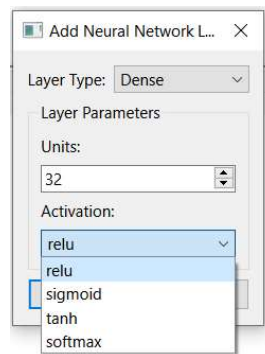 Add Neural Network L...
Layer Type: Dense
Layer Parameters
Units:
32
Activation:
relu
relu
sigmoid
tanh
softmax